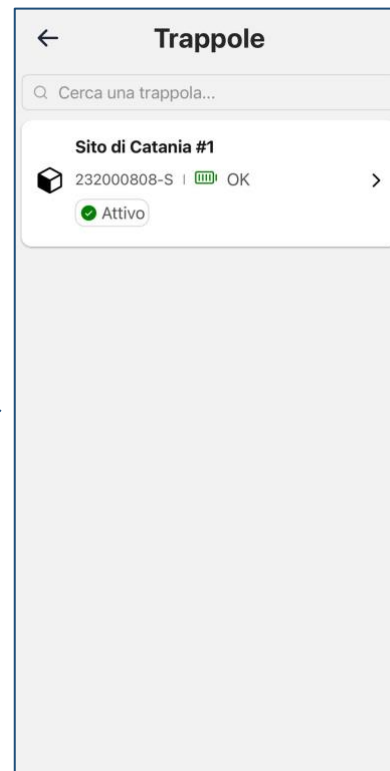 Trappole
Cerca una trappola...
Sito di Catania #1
232000808-S | OK
Attivo